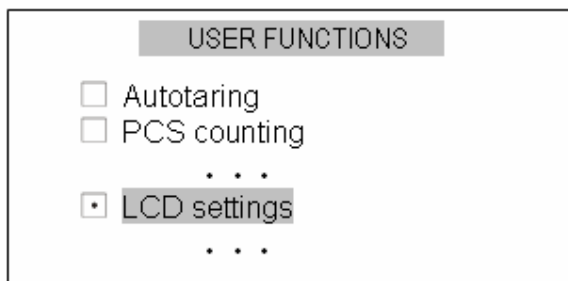 USER FUNCTIONS
Autotaring
PCS counting
. . .
LCD settings
. . .